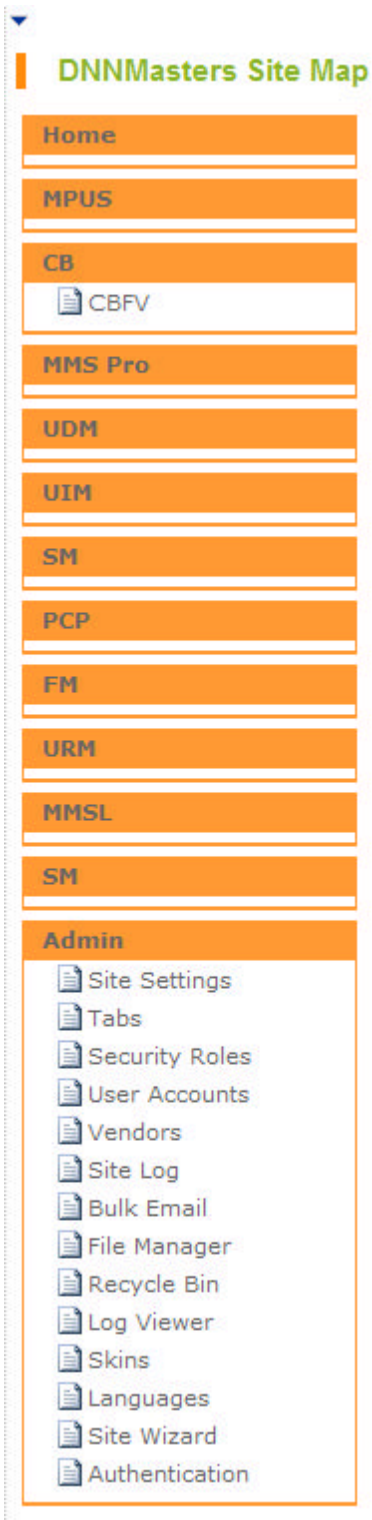 DNNMasters Site Map
Home
MPUS
CB
CBFV
MMS Pro
UDM
UIM
SM
PCP
FM
URM
MMSL
SM
Admin
Site Settings
Tabs
Security Roles
User Accounts
Vendors
Site Log
Bulk Email
File Manager
Recycle Bin
Log Viewer
Skins
Languages
Site Wizard
Authentication